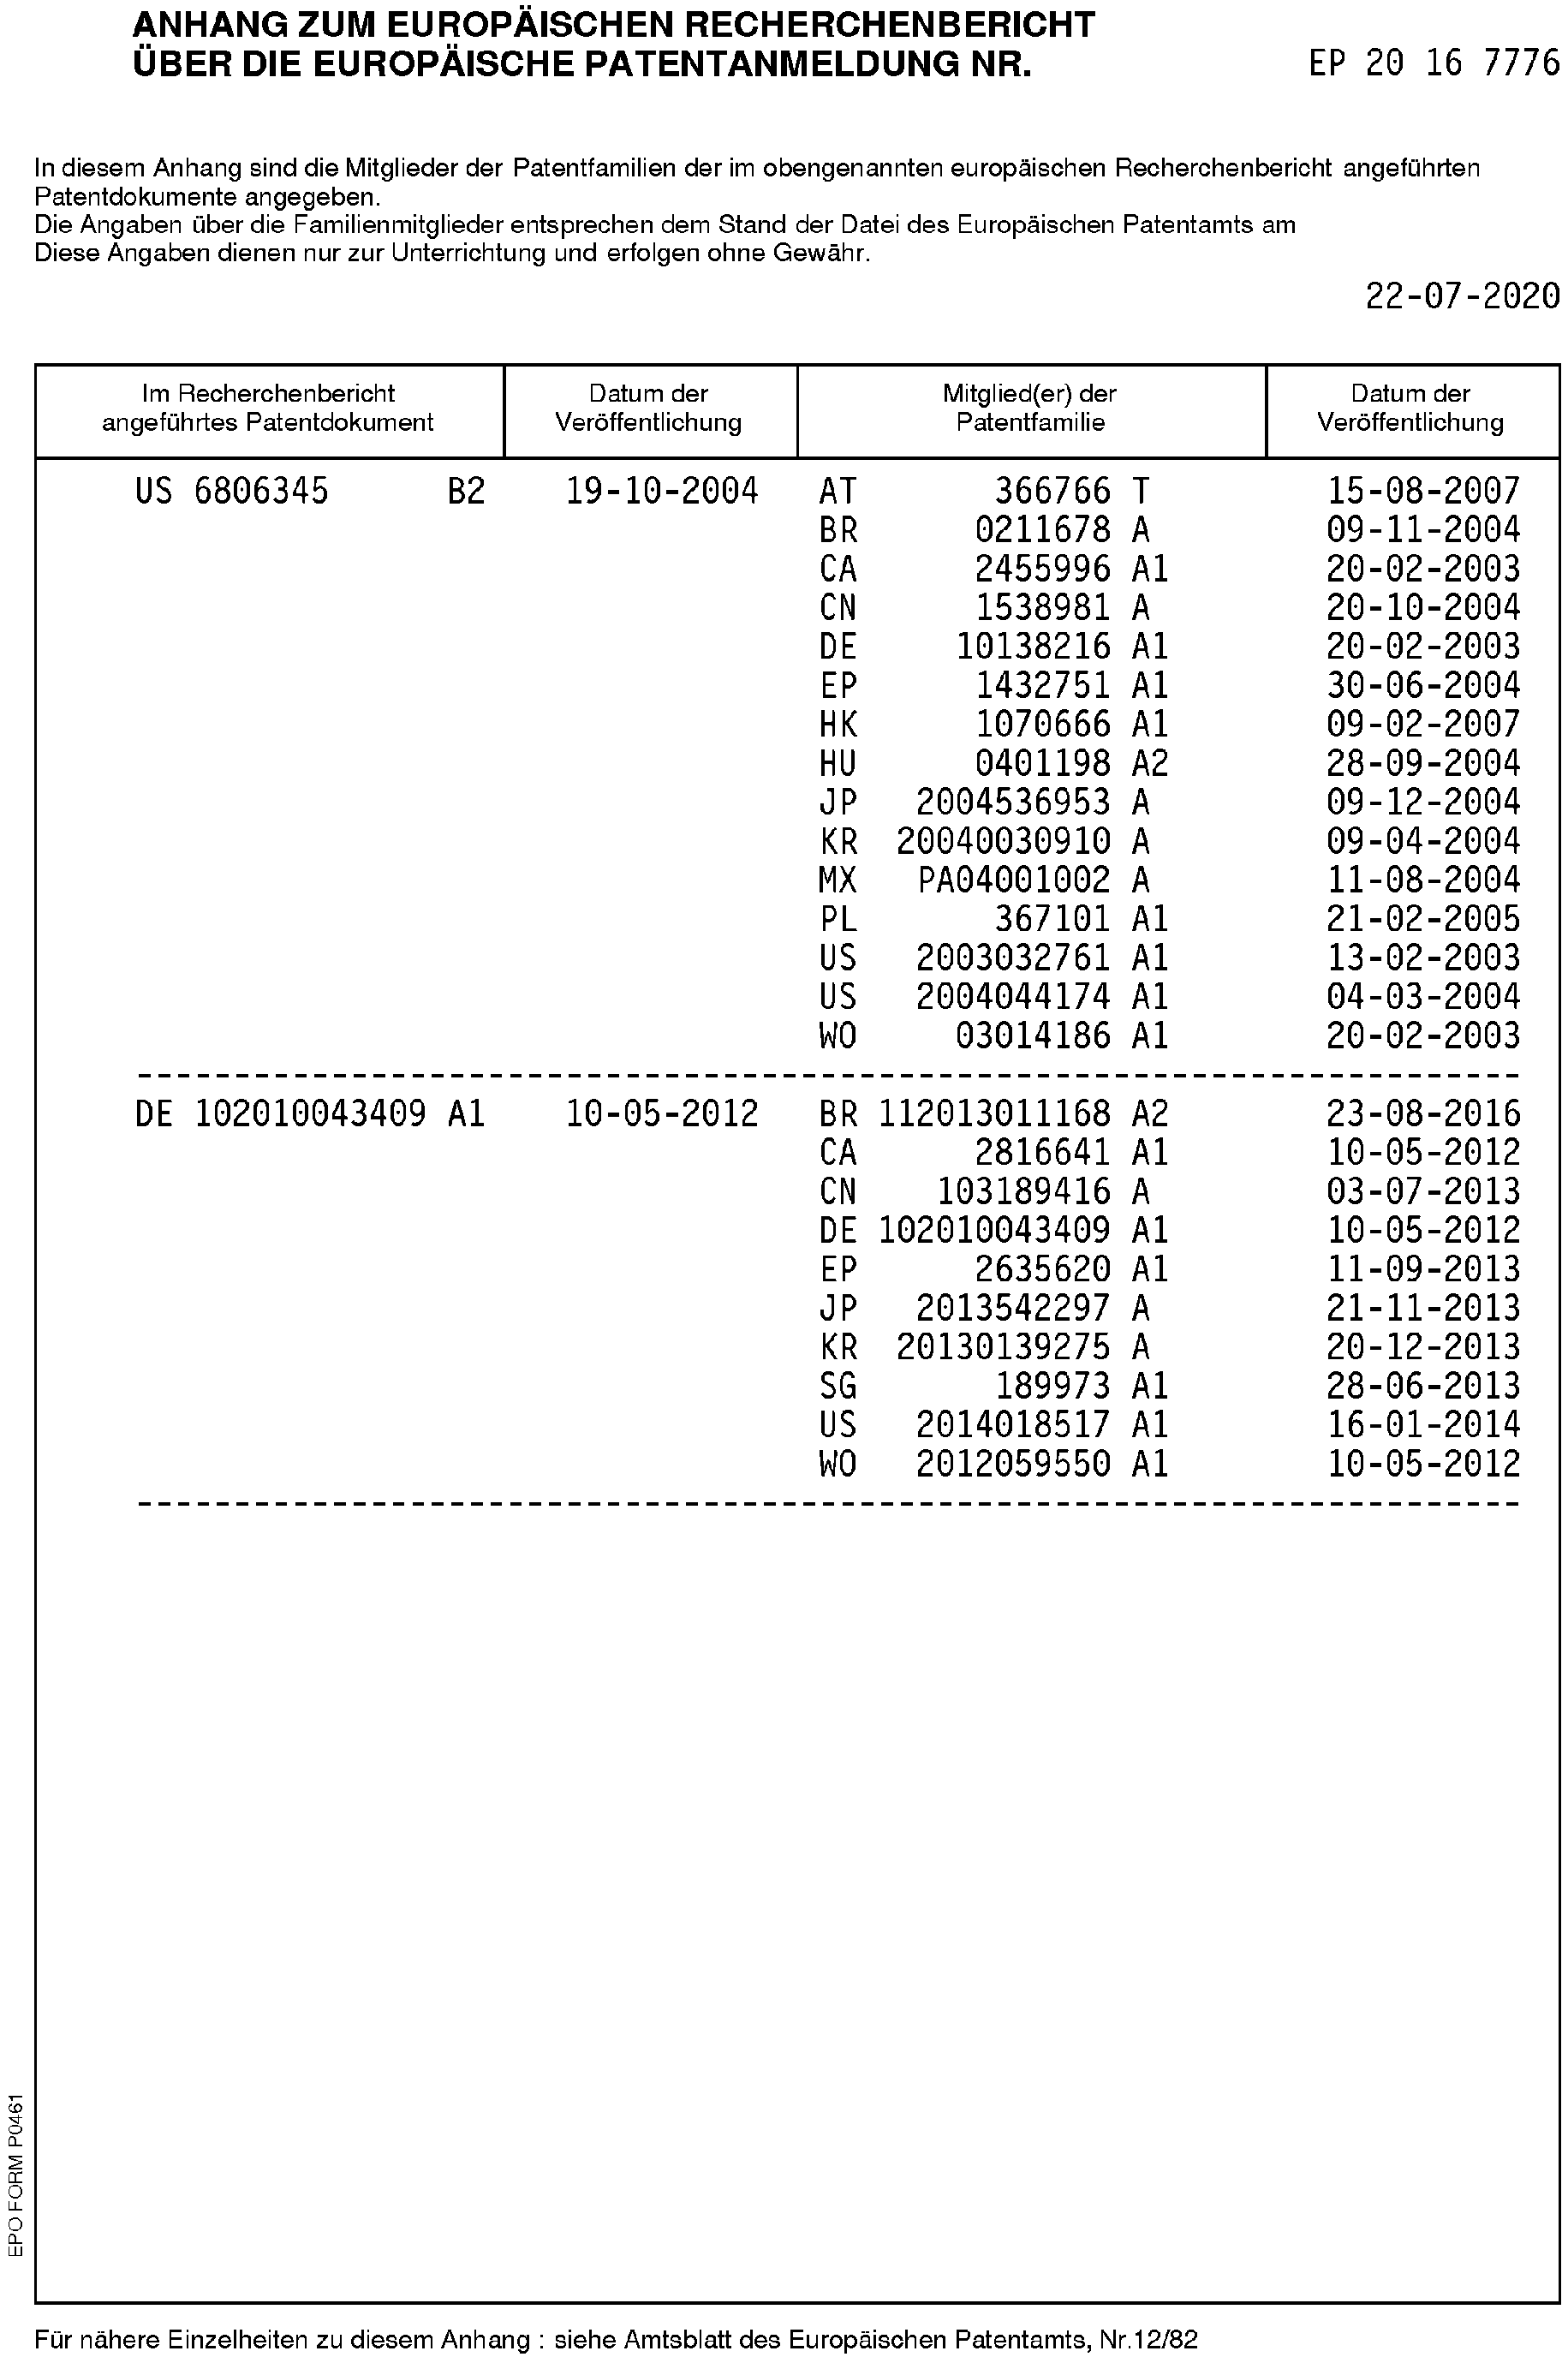 ANHANG ZUM EUROPÄISCHEN RECHERCHENBERICHT
ÜBER DIE EUROPÄISCHE PATENTANMELDUNG NR. EP 20 16 7776
In diesem Anhang sind die Mitglieder der Patentfamilien der im obengenannten europäischen Recherchenbericht angeführten
Patentdokumente angegeben.
Die Angaben über die Familienmitglieder entsprechen dem Stand der Datei des Europäischen Patentamts am
Diese Angaben dienen nur zur Unterrichtung und erfolgen ohne Gewähr.
22-07-2020
Im Recherchenbericht angeführtes Patentdokument | Datum der Veröffentlichung | Mitglied(er) der Patentfamilie | Datum der Veröffentlichung
US 6806345 B2 19-10-2004 AT 366766 T 15-08-2007
BR 0211678 A 09-11-2004
CA 2455996 A1 20-02-2003
CN 1538981 A 20-10-2004
DE 10138216 A1 20-02-2003
EP 1432751 A1 30-06-2004
HK 1070666 A1 09-02-2007
HU 0401198 A2 28-09-2004
JP 2004536953 A 09-12-2004
KR 20040030910 A 09-04-2004
MX PA04001002 A 11-08-2004
PL 367101 A1 21-02-2005
US 2003032761 A1 13-02-2003
US 2004044174 A1 04-03-2004
WO 03014186 A1 20-02-2003
DE 102010043409 A1 10-05-2012 BR 112013011168 A2 23-08-2016
CA 2816641 A1 10-05-2012
CN 103189416 A 03-07-2013
DE 102010043409 A1 10-05-2012
EP 2635620 A1 11-09-2013
JP 2013542297 A 21-11-2013
KR 20130139275 A 20-12-2013
SG 189973 A1 28-06-2013
US 2014018517 A1 16-01-2014
WO 2012059550 A1 10-05-2012
EPO FORM P0461
Für nähere Einzelheiten zu diesem Anhang : siehe Amtsblatt des Europäischen Patentamts, Nr.12/82